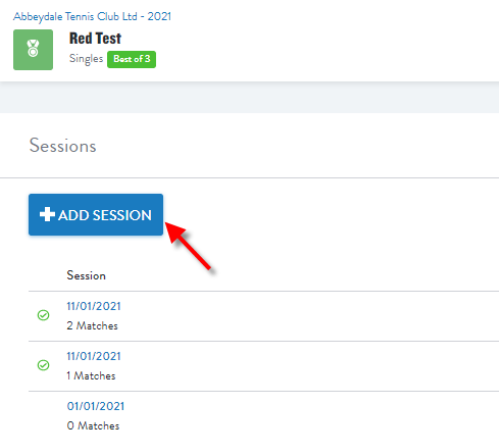 Abbeydale Tennis Club Ltd - 2021
Red Test
Singles Best of 3
Sessions
ADD SESSION
Session
11/01/2021
2 Matches
11/01/2021
1 Matches
01/01/2021
0 Matches